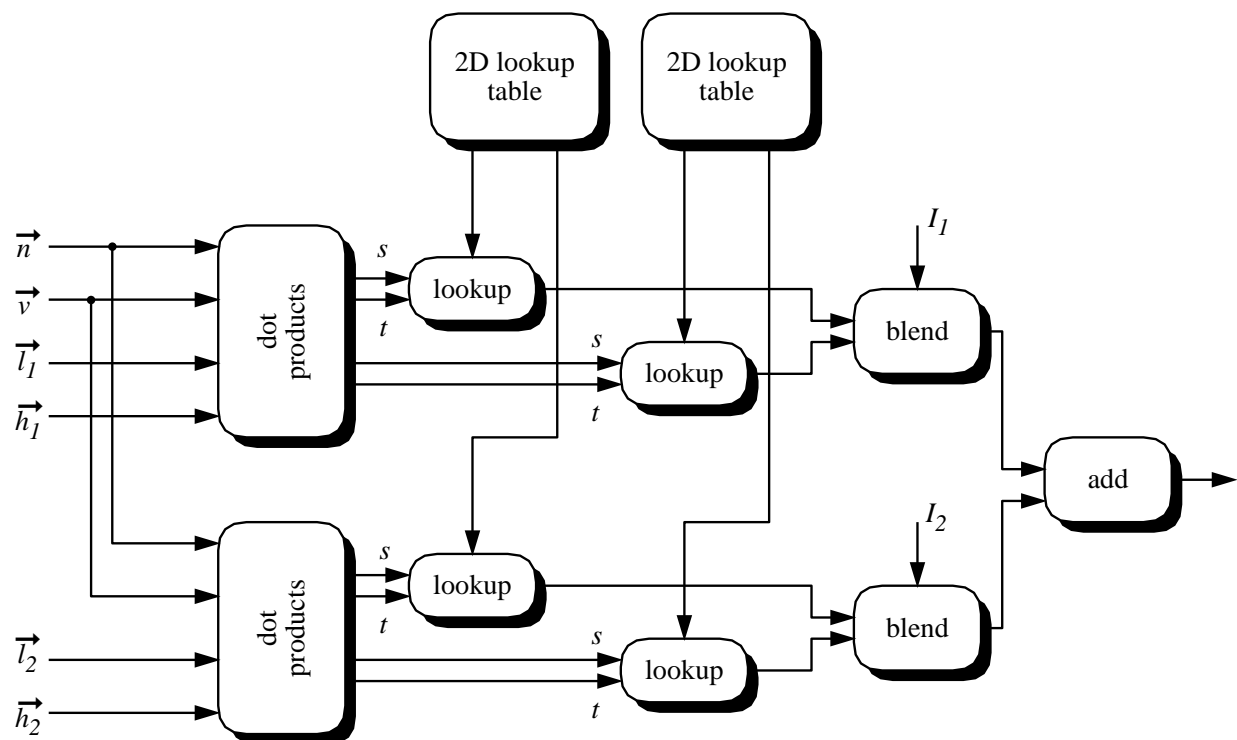 2D lookup
table
2D lookup
table
I1
n
s
lookup
v
t
blend
dot
products
l1
s
lookup
h1
t
add
I2
s
lookup
t
blend
dot
products
l2
s
lookup
h2
t